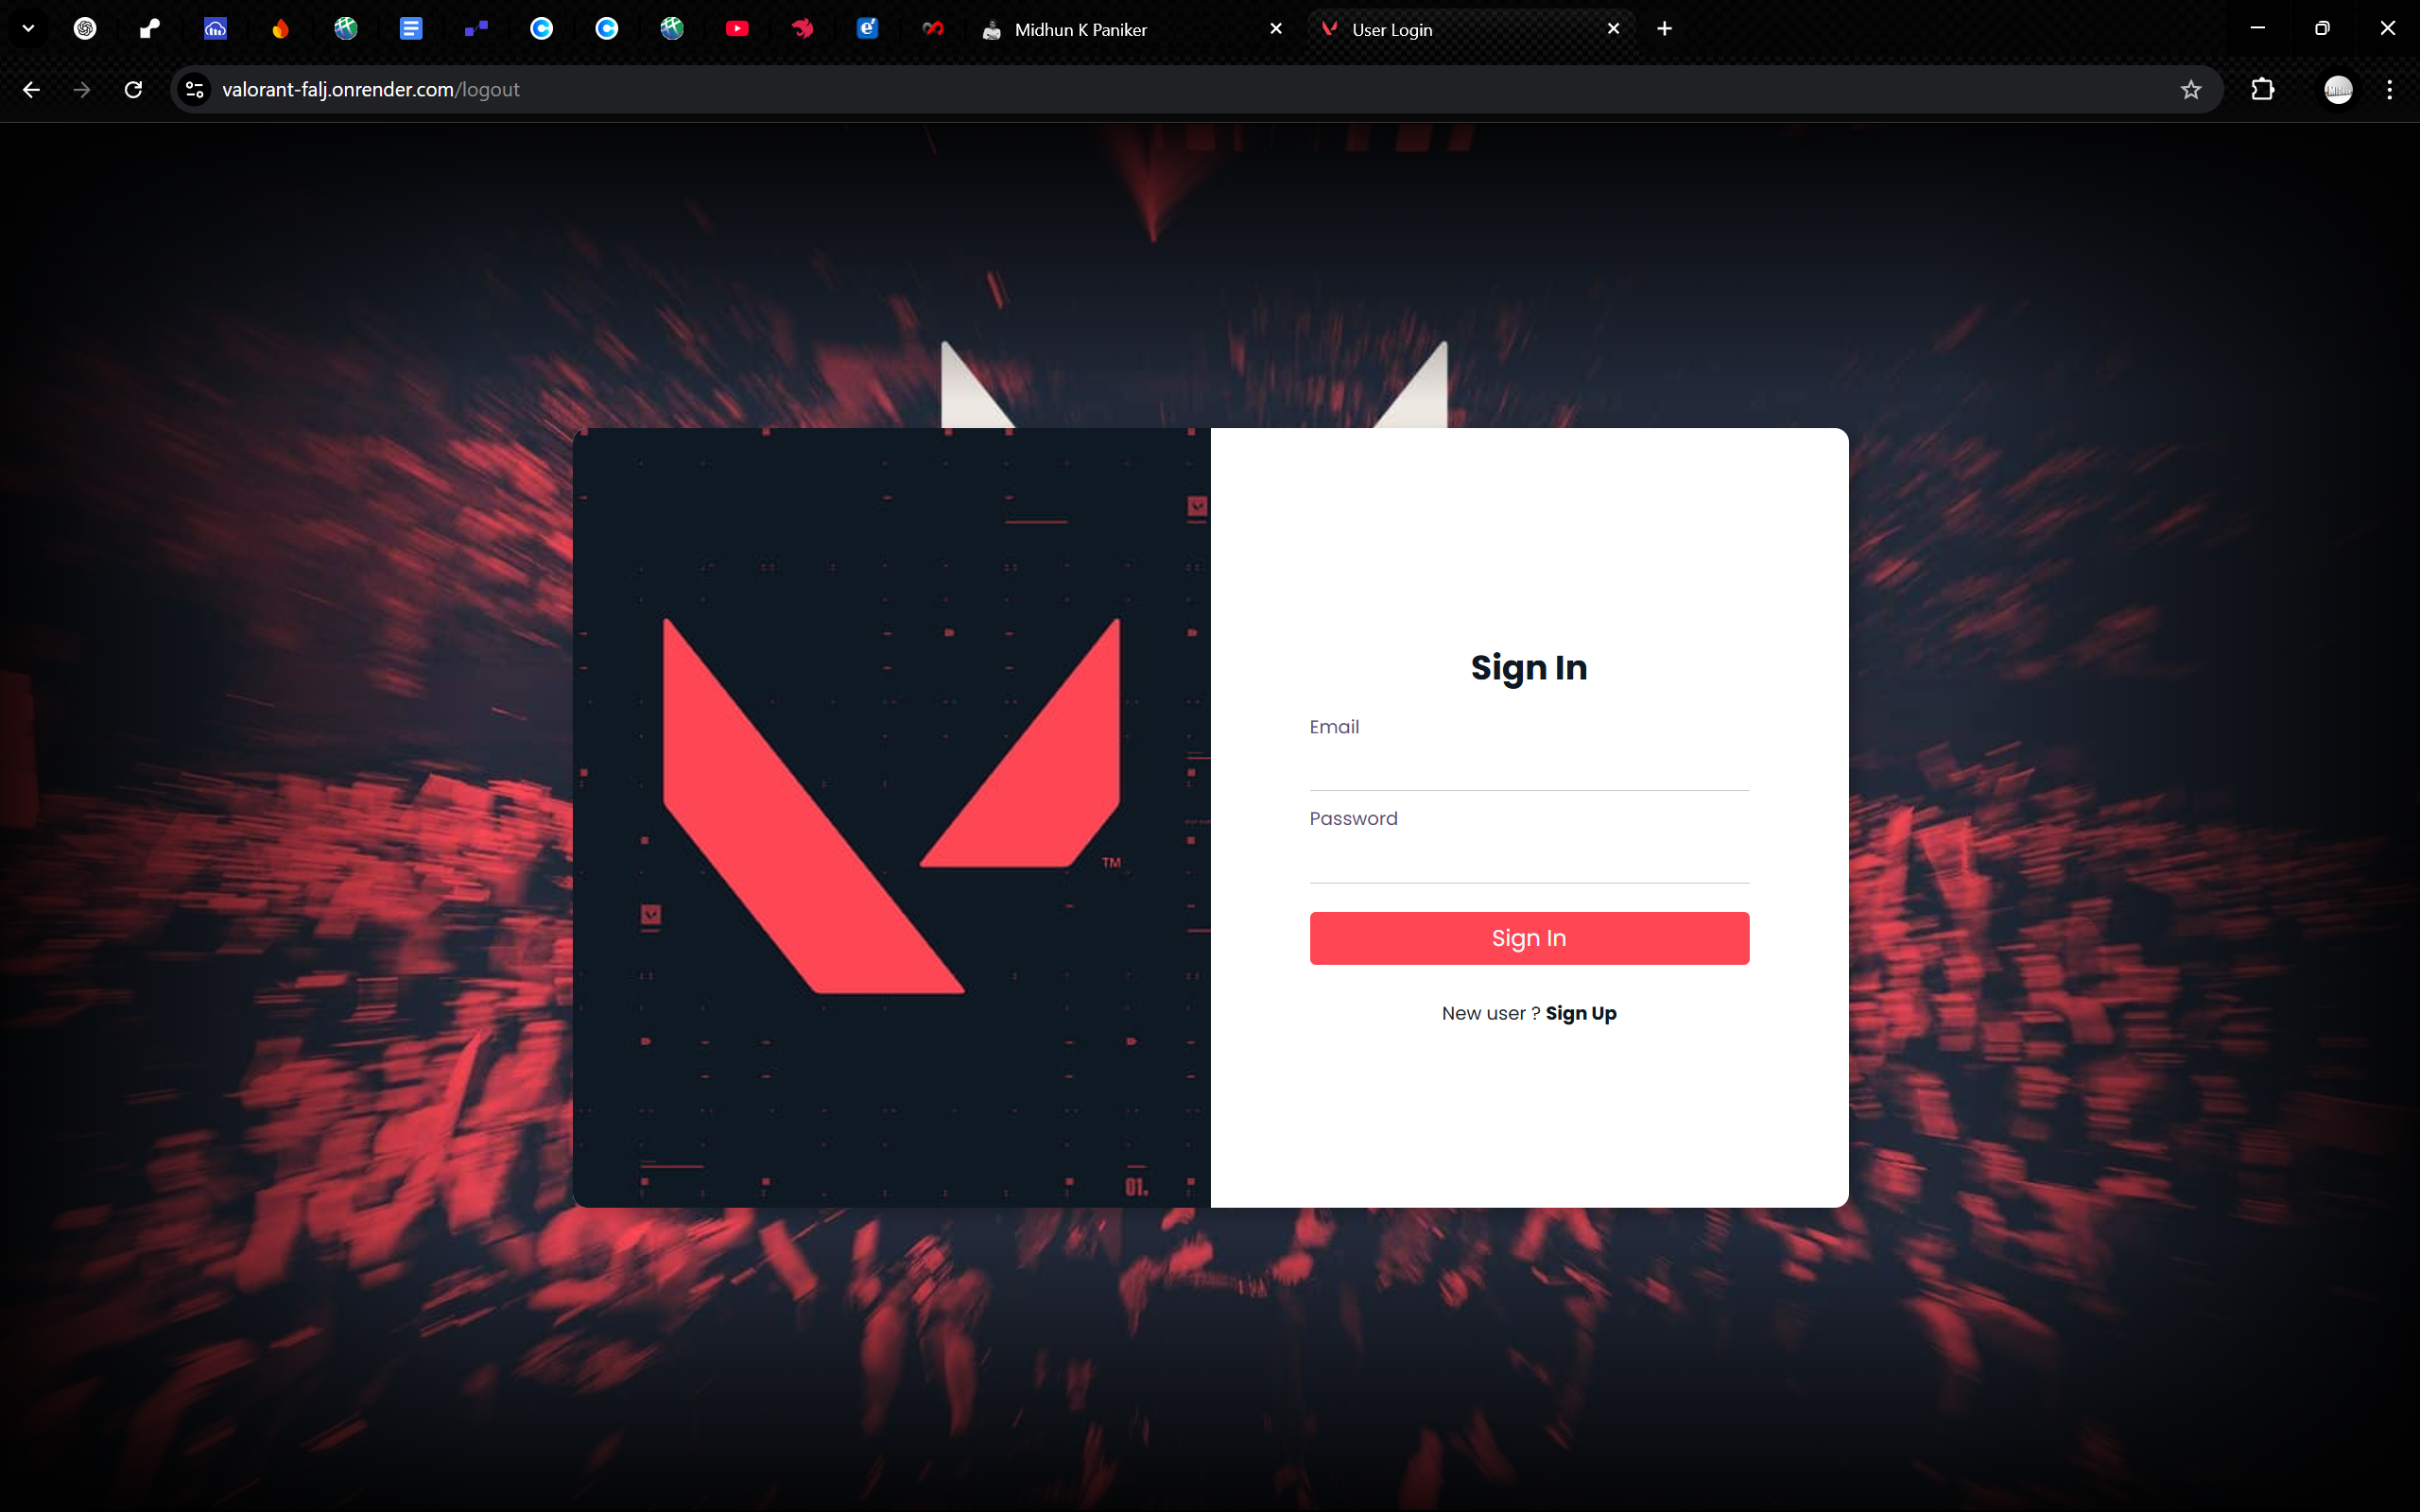 Midhun K Paniker
User Login
valorant-falj.onrender.com/logout
Sign In
Email
Password
TM
Sign In
New user ? Sign Up
01.